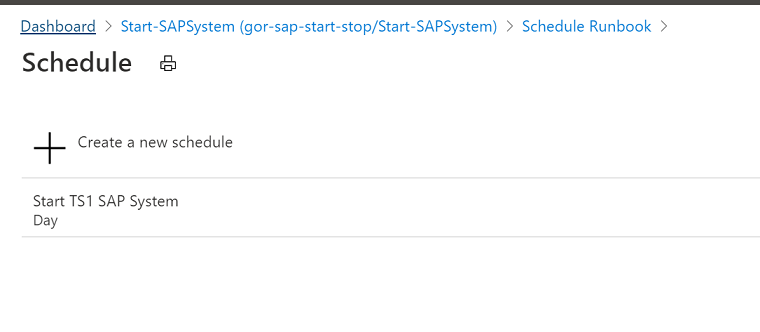 Dashboard > Start-SAPSystem (gor-sap-start-stop/Start-SAPSystem) > Schedule Runbook >
Schedule
Create a new schedule
Start TS1 SAP System
Day